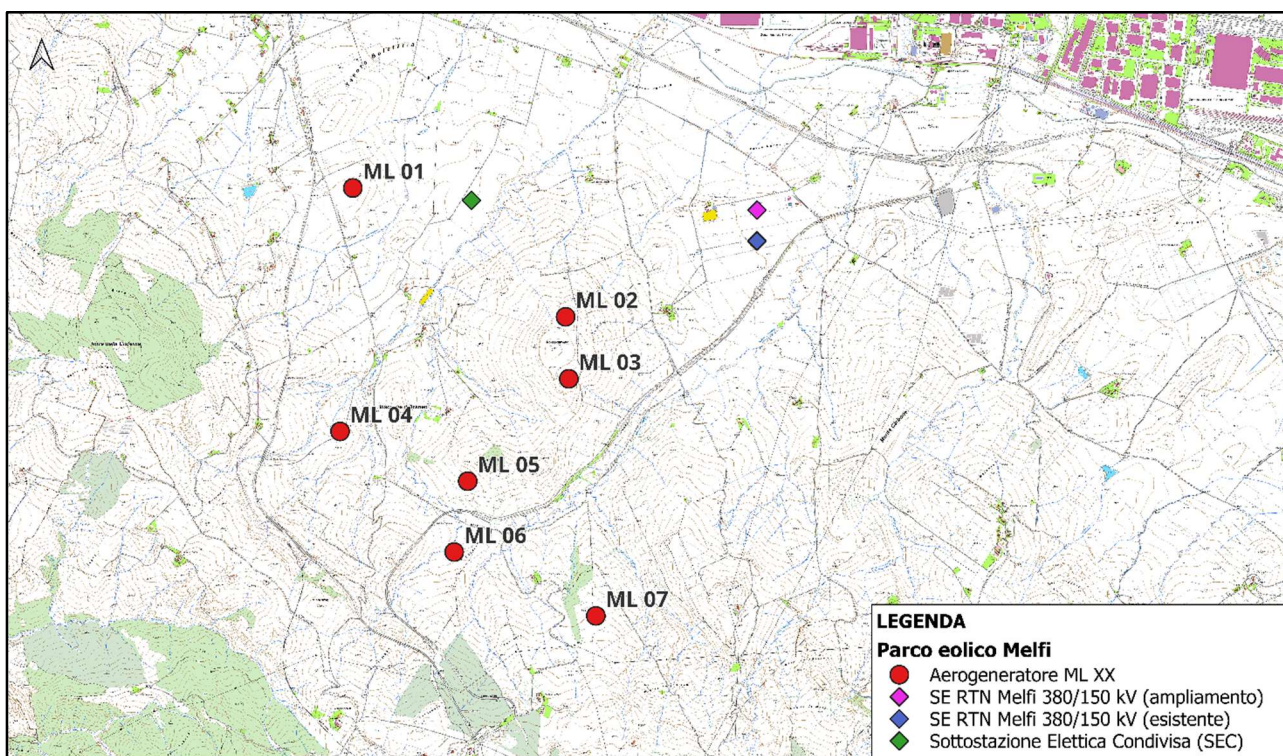 ML 01
ML 02
ML 03
ML 04
ML 05
ML 06
ML 07
LEGENDA
Parco eolico Melfi
Aerogeneratore ML XX
SE RTN Melfi 380/150 kV (ampliamento)
SE RTN Melfi 380/150 kV (esistente)
Sottostazione Elettrica Condivisa (SEC)